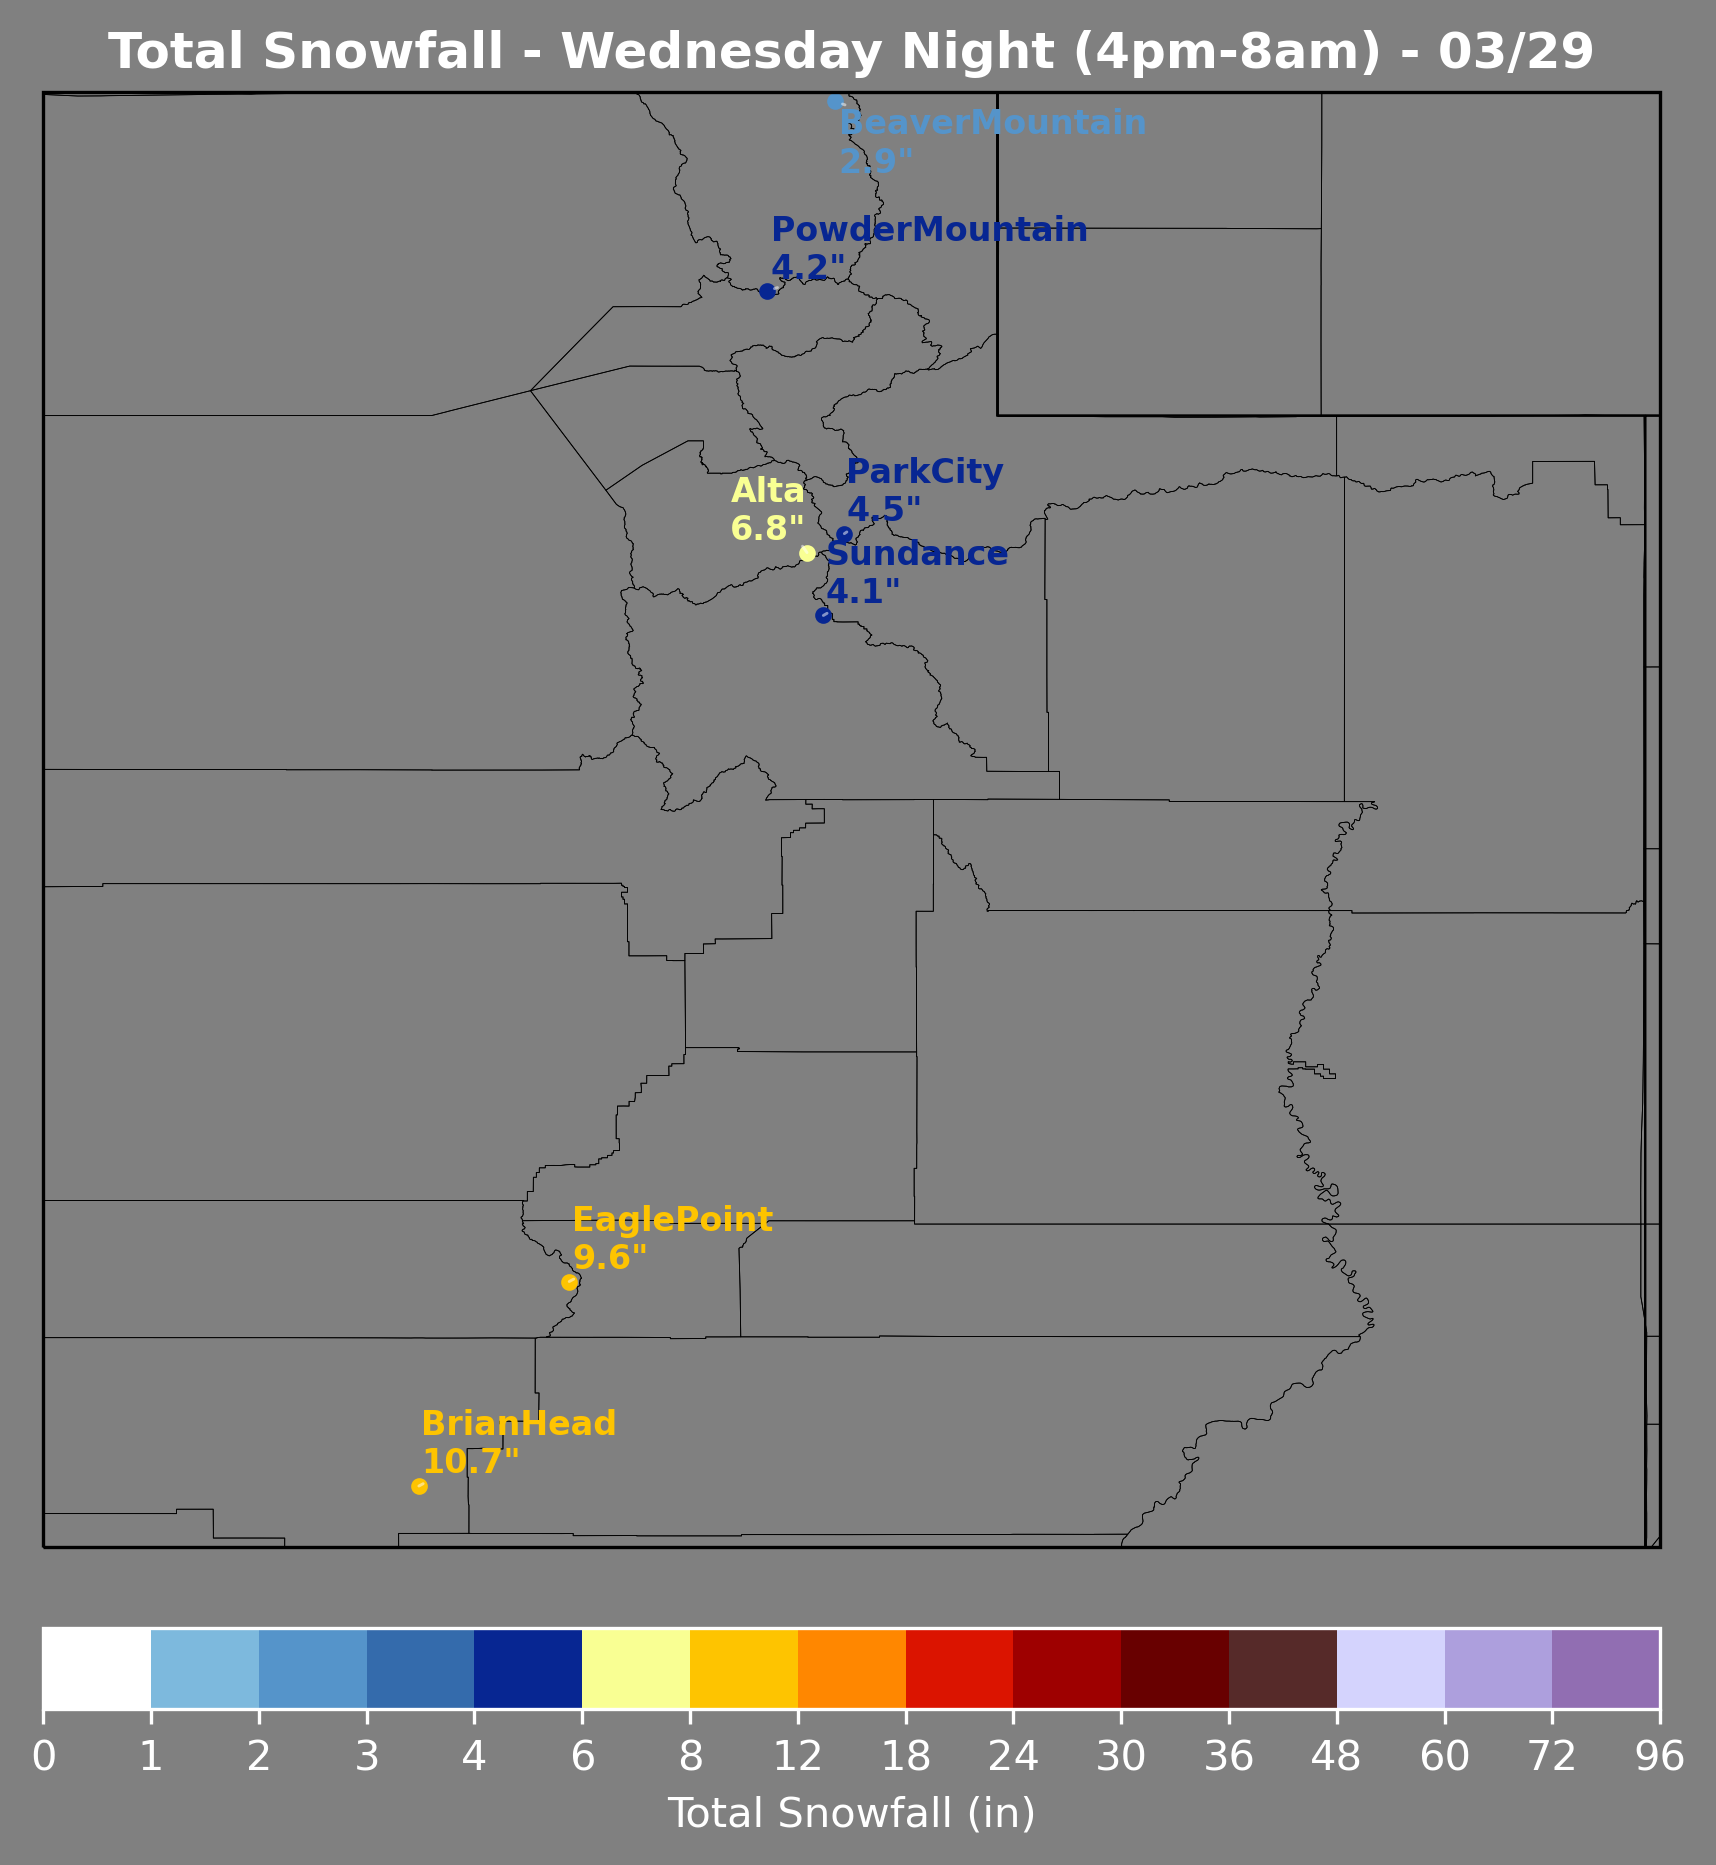 Total Snowfall - Wednesday Night (4pm-8am) - 03/29
BeaverMountain
2.9"
PowderMountain
4.2"
ParkCity
4.5"
Alta
6.8"
Sundance
4.1"
EaglePoint
9.6"
BrianHead
10.7"
0 1 2 3 4 6 8 12 18 24 30 36 48 60 72 96
Total Snowfall (in)